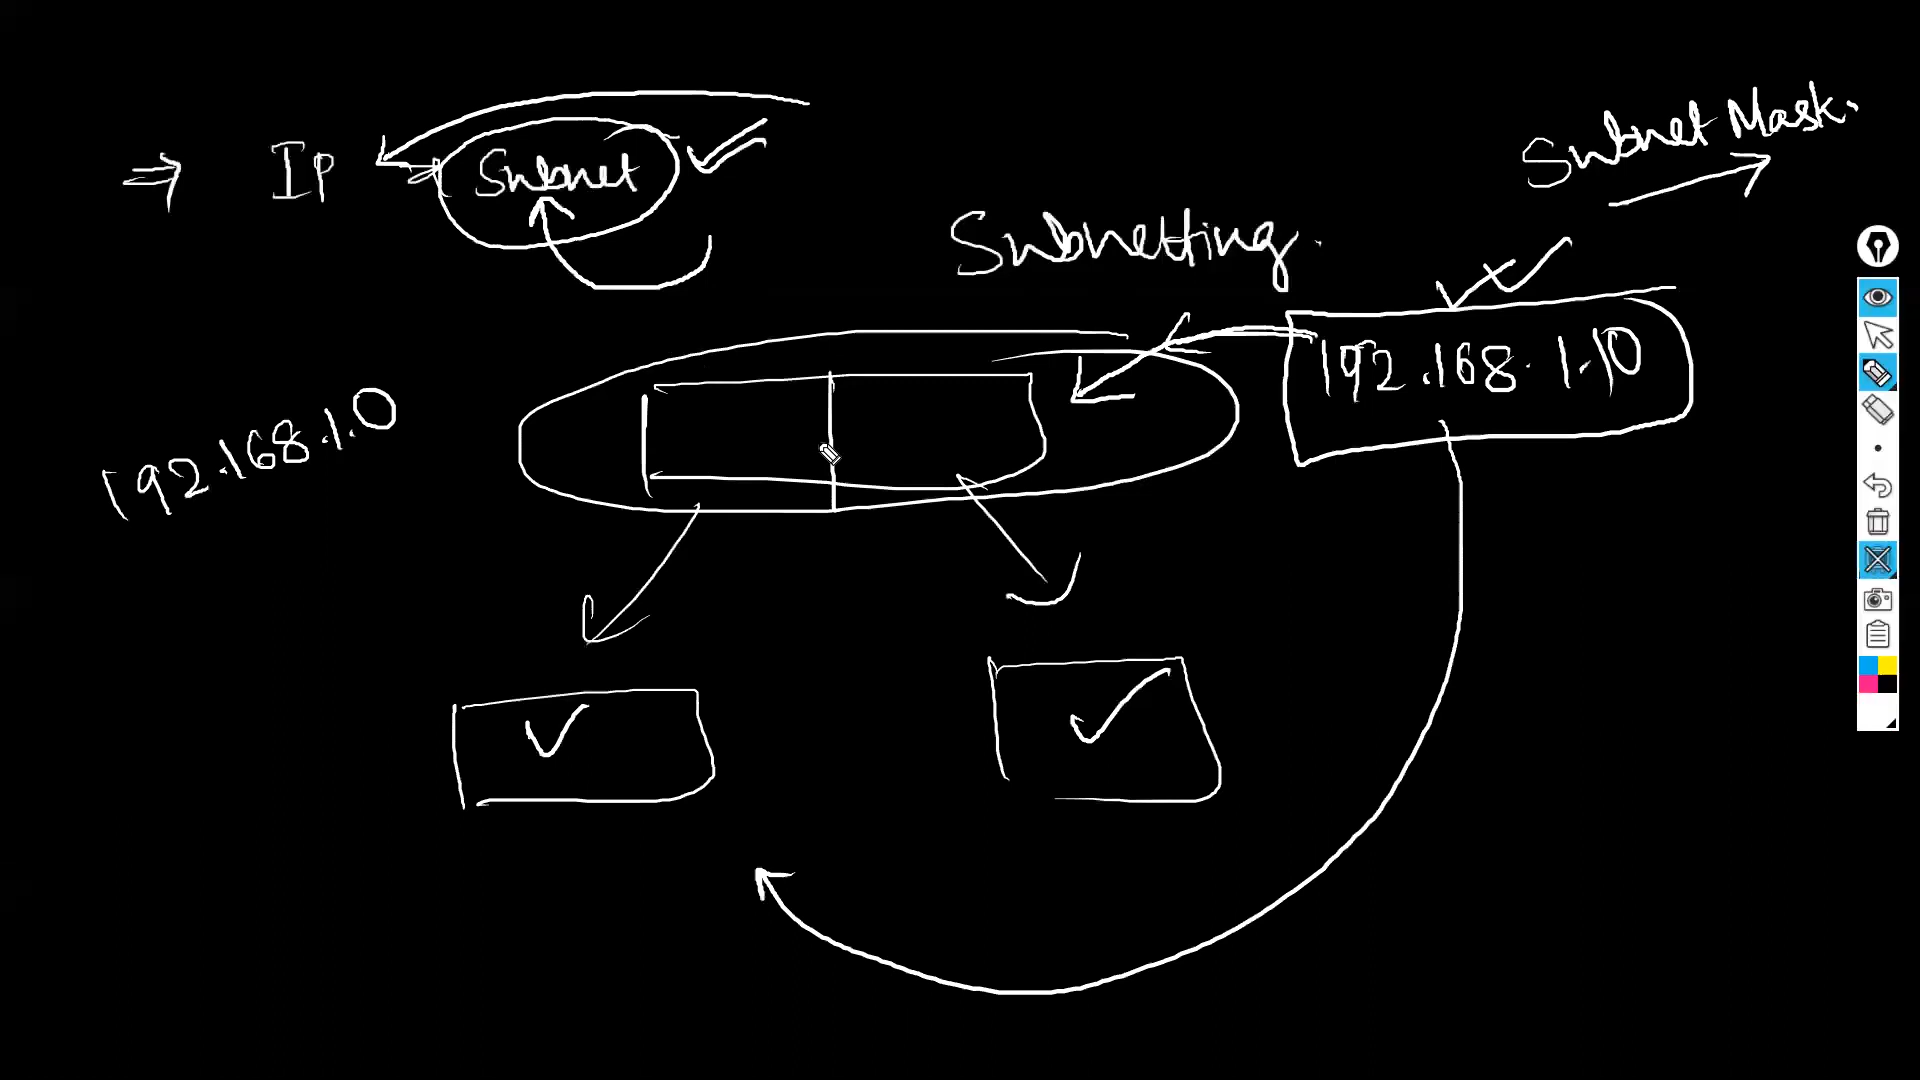 ⇒ Ip Subnet
Subnet Mask.
Subnetting.
192.168.1.10
192.168.1.0